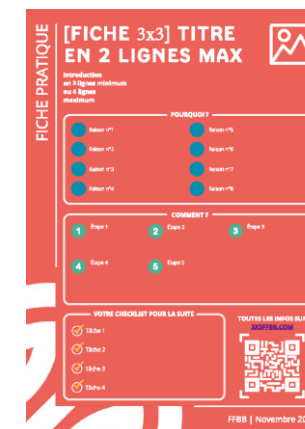 FICHE PRATIQUE
[FICHE 3x3] TITRE
EN 2 LIGNES MAX
Introduction
en 3 lignes minimum
ou 4 lignes
maximum
POURQUOI ?
Raison n°1
Raison n°5
Raison n°2
Raison n°6
Raison n°3
Raison n°7
Raison n°4
Raison n°8
COMMENT ?
1 Étape 1
2 Étape 2
3 Étape 3
4 Étape 4
5 Étape 5
VOTRE CHECKLIST POUR LA SUITE
Tâche 1
Tâche 2
Tâche 3
Tâche 4
TOUTES LES INFOS SUR
3X3FFBB.COM
FFBB | Novembre 20